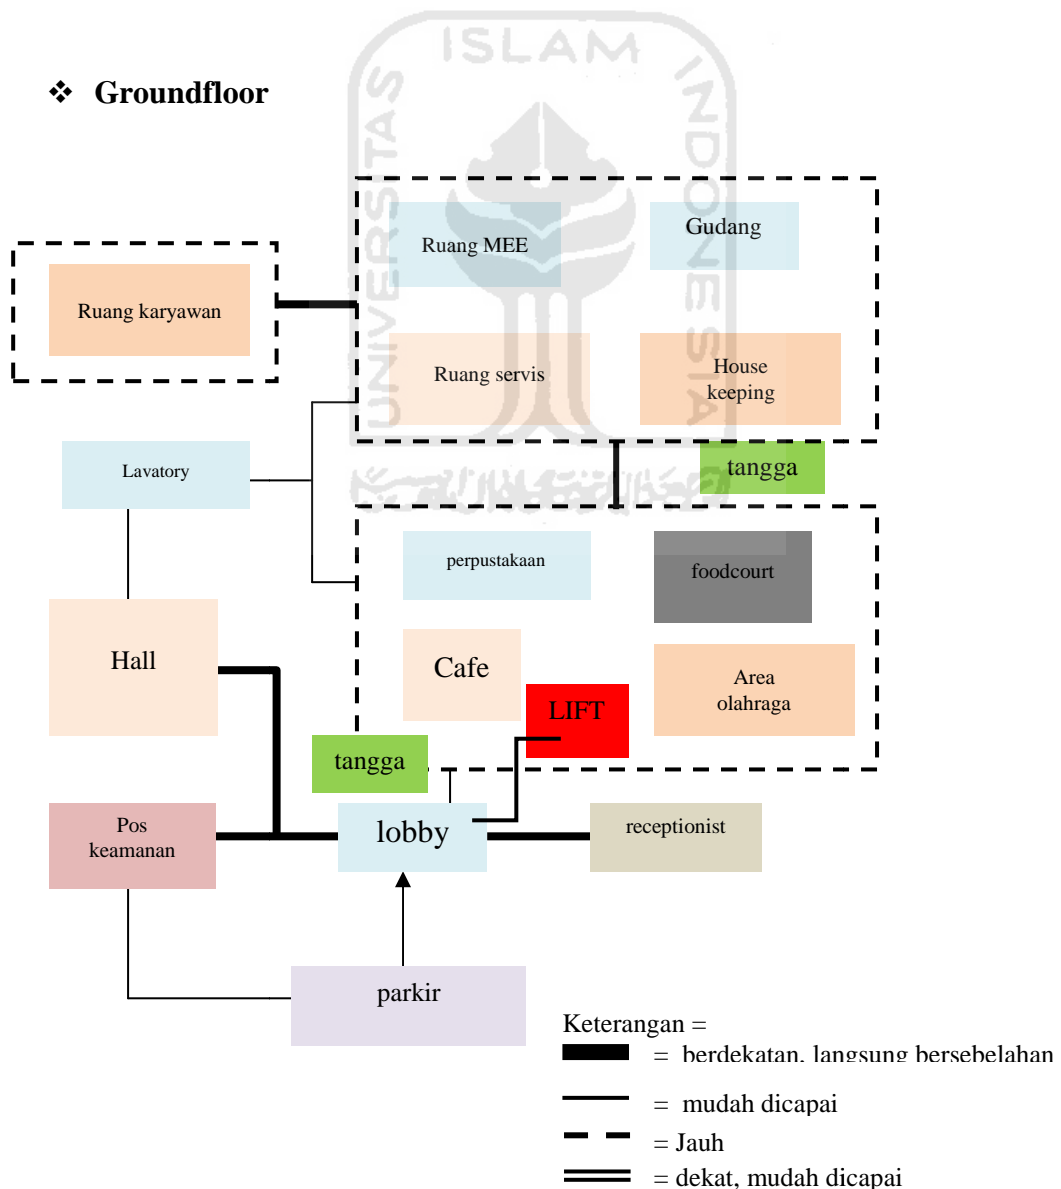 ISLAM
UNIVERSITAS
INDONESIA
❖ Groundfloor
Ruang MEE
Gudang
Ruang karyawan
Ruang servis
House
keeping
Lavatory
tangga
perpustakaan
foodcourt
Hall
Cafe
Area
olahraga
LIFT
tangga
Pos
keamanan
lobby
receptionist
parkir
Keterangan =
= berdekatan, langsung bersebelahan
= mudah dicapai
= Jauh
= dekat, mudah dicapai